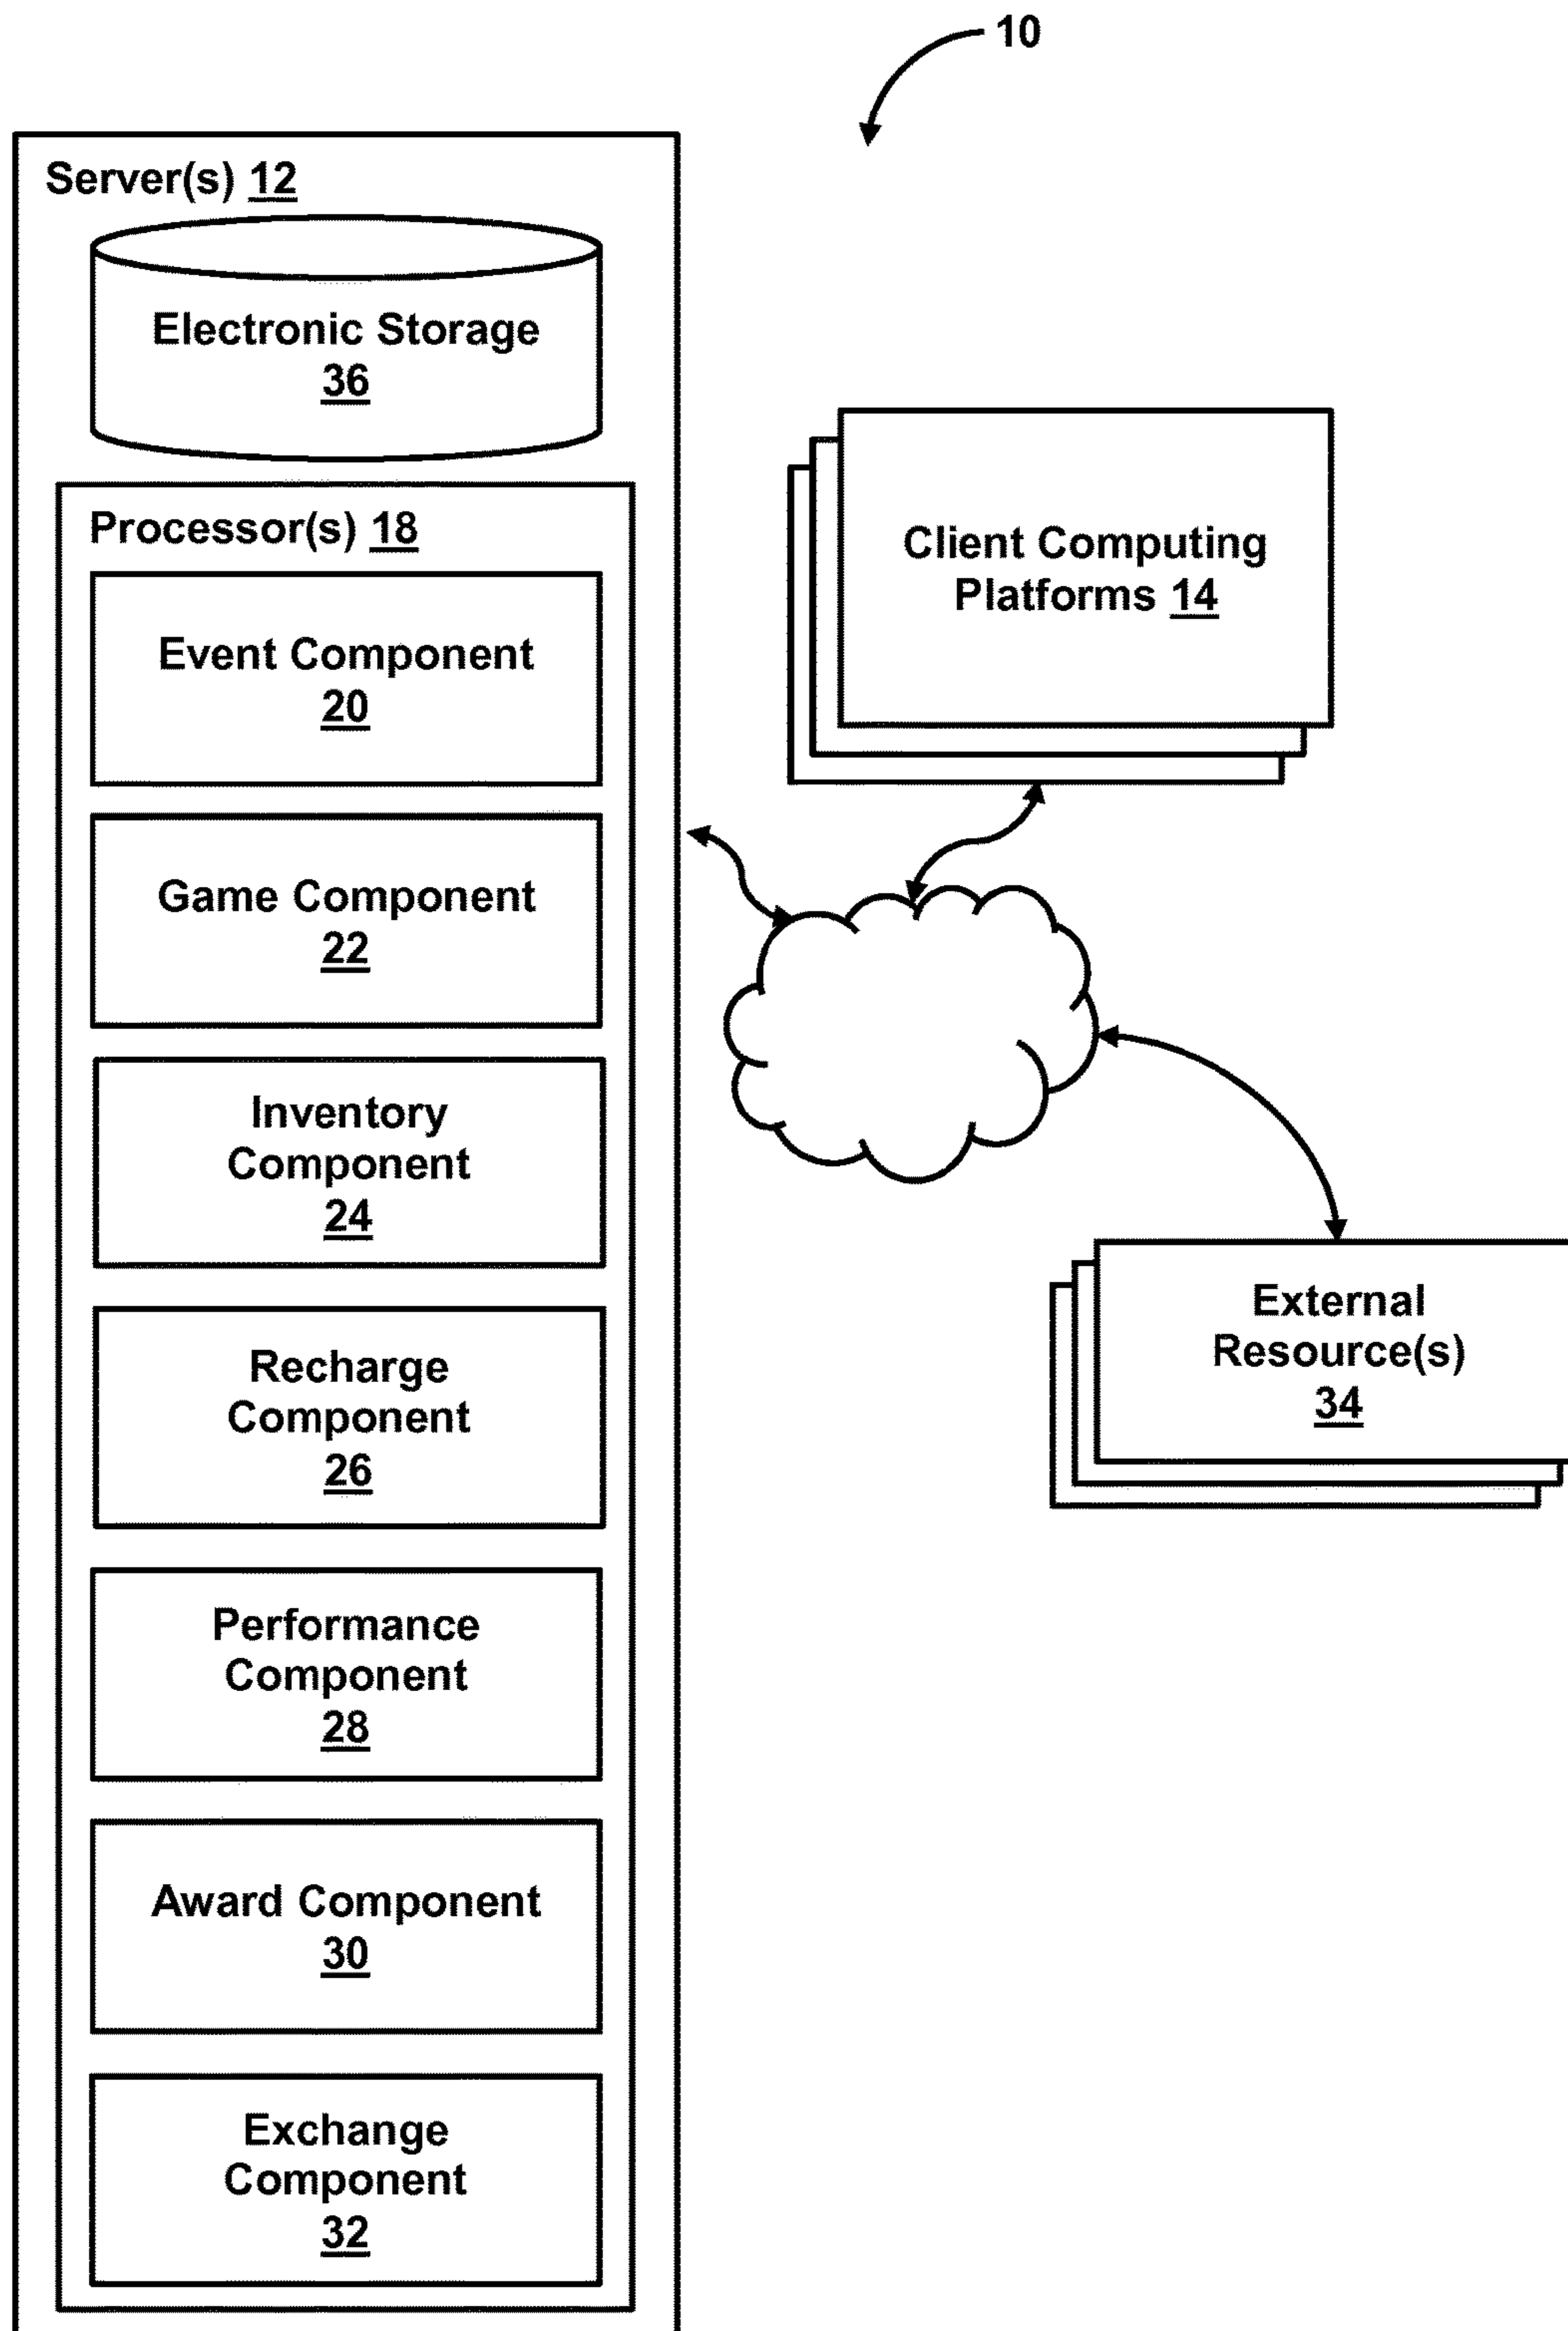 10
Server(s) 12
Electronic Storage
36
Processor(s) 18
Event Component
20
Game Component
22
Inventory
Component
24
Recharge
Component
26
Performance
Component
28
Award Component
30
Exchange
Component
32
Client Computing
Platforms 14
External
Resource(s)
34